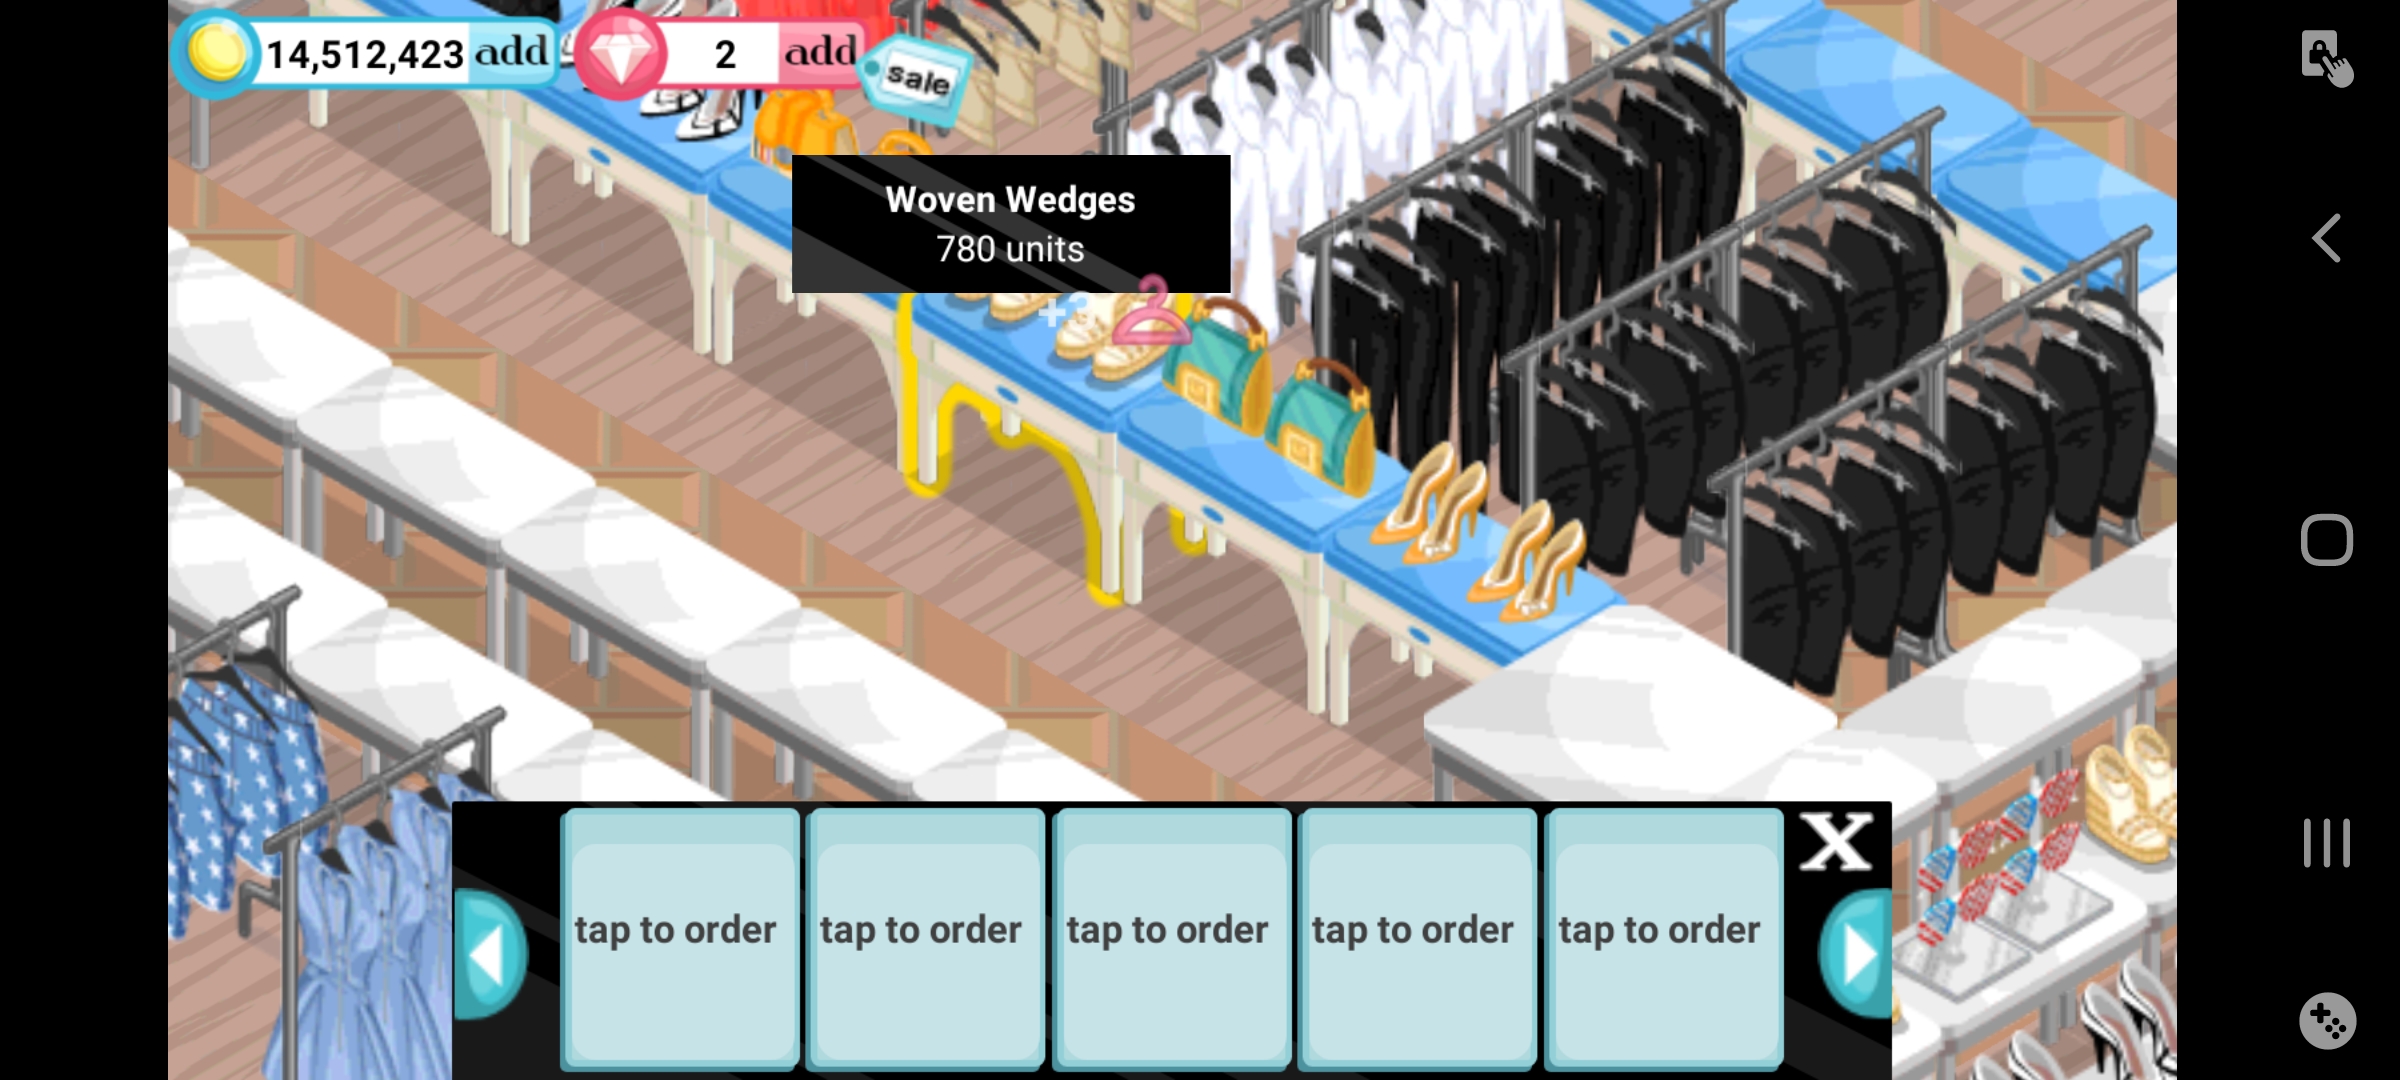 14,512,423 add
2 add
sale
Woven Wedges
780 units
+3
X
tap to order
tap to order
tap to order
tap to order
tap to order